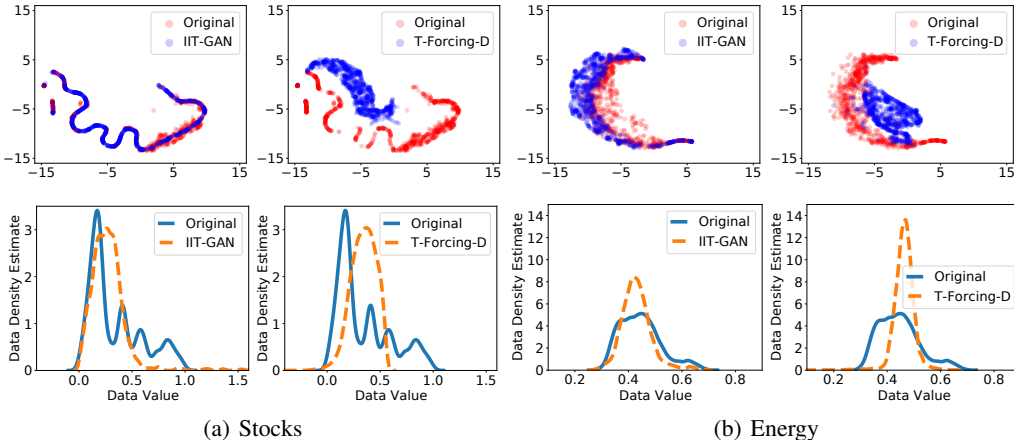 Original
IIT-GAN
Original
T-Forcing-D
Original
IIT-GAN
Original
T-Forcing-D
15
5
−5
−15
−15 −5 5 15
15
5
−5
−15
−15 −5 5 15
15
5
−5
−15
−15 −5 5 15
15
5
−5
−15
−15 −5 5 15
Data Density Estimate
3
2
1
0
Original
IIT-GAN
0.0 0.5 1.0 1.5
Data Value
Data Density Estimate
3
2
1
0
Original
T-Forcing-D
0.0 0.5 1.0 1.5
Data Value
Data Density Estimate
14
12
10
8
6
4
2
0
Original
IIT-GAN
0.2 0.4 0.6 0.8
Data Value
Data Density Estimate
14
12
10
8
6
4
2
0
Original
T-Forcing-D
0.2 0.4 0.6 0.8
Data Value
(a) Stocks
(b) Energy